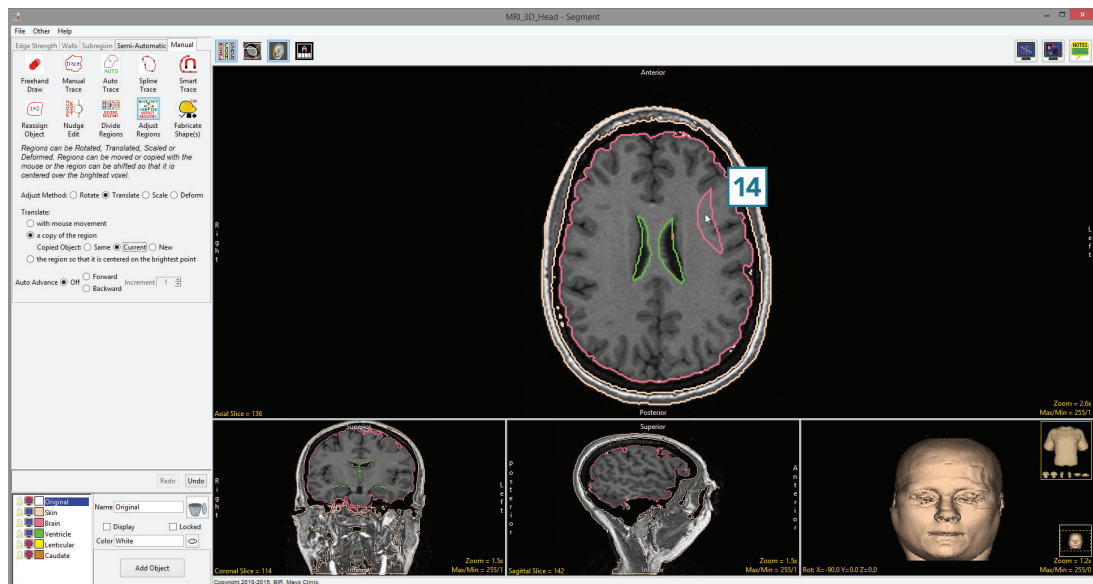 MRI_3D_Head - Segment
File Other Help
Edge Strength Walls Subregion Semi-Automatic Manual
Freehand Draw
Manual Trace
Auto Trace
Spline Trace
Smart Trace
Reassign Object
Nudge Edit
Divide Regions
Adjust Regions
Fabricate Shape(s)
Regions can be Rotated, Translated, Scaled or
Deformed. Regions can be moved or copied with the
mouse or the region can be shifted so that it is
centered over the brightest voxel.
Adjust Method: Rotate Translate Scale Deform
Translate:
with mouse movement
a copy of the region
Copied Object: Same Current New
the region so that it is centered on the brightest point
Auto Advance Off Forward Backward Increment 1
Redo Undo
Original
Skin
Brain
Ventricle
Lenticular
Caudate
Name Original
Display Locked
Color White
Add Object
NOTES
Anterior
Right
Left
14
Axial Slice = 136
Posterior
Zoom = 2.6x
Max/Min = 255/1
Superior
Right
Left
Inferior
Coronal Slice = 114
Zoom = 1.5x
Max/Min = 255/1
Superior
Posterior
Anterior
Inferior
Sagittal Slice = 142
Zoom = 1.5x
Max/Min = 255/1
Rot: X=-90.0 Y=0.0 Z=0.0
Zoom = 1.2x
Max/Min = 255/0
Copyright 2010-2015, BIR, Mayo Clinic